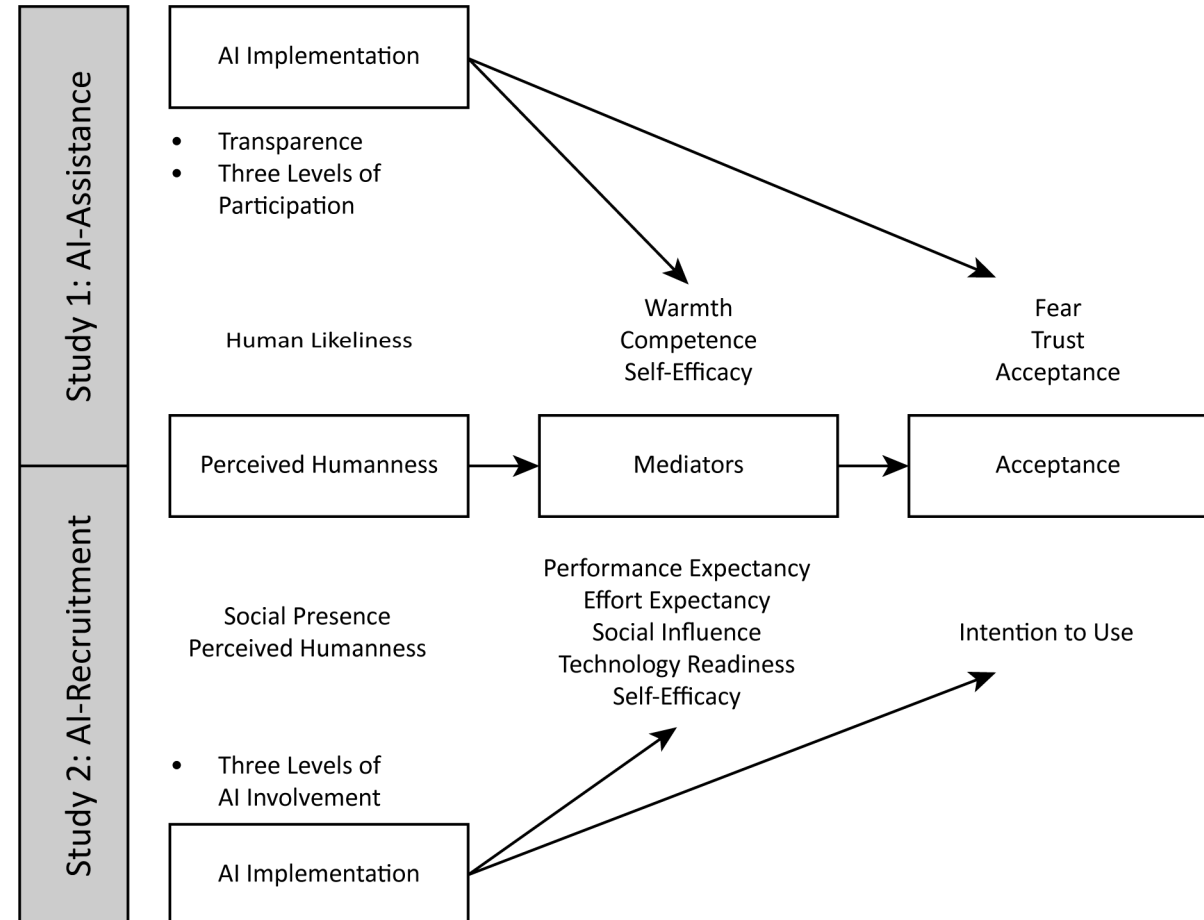 Study 1: AI-Assistance
AI Implementation
• Transparence
• Three Levels of
Participation
Human Likeliness
Warmth
Competence
Self-Efficacy
Fear
Trust
Acceptance
Perceived Humanness
Mediators
Acceptance
Study 2: AI-Recruitment
Social Presence
Perceived Humanness
Performance Expectancy
Effort Expectancy
Social Influence
Technology Readiness
Self-Efficacy
Intention to Use
• Three Levels of
AI Involvement
AI Implementation